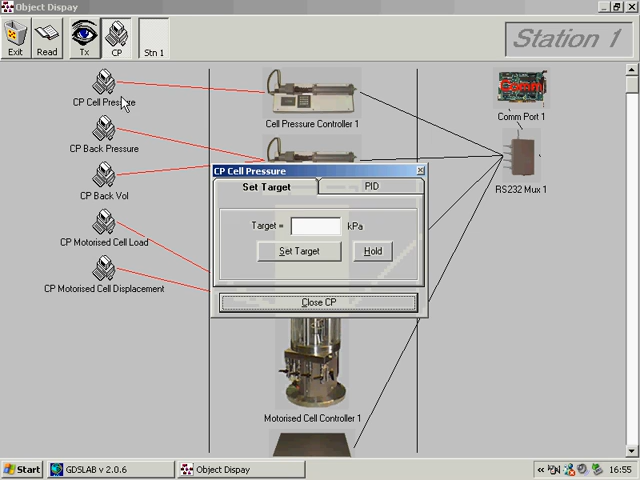 Object Dispay
Exit
Read
Tx
CP
Stn 1
Station 1
CP Cell Pressure
Cell Pressure Controller 1
Comm
Comm Port 1
CP Back Pressure
RS232 Mux 1
CP Back Vol
CP Cell Pressure
Set Target
PID
Target =
kPa
Set Target
Hold
Close CP
CP Motorised Cell Load
CP Motorised Cell Displacement
Motorised Cell Controller 1
Start
GDSLAB v 2.0.6
Object Dispay
16:55